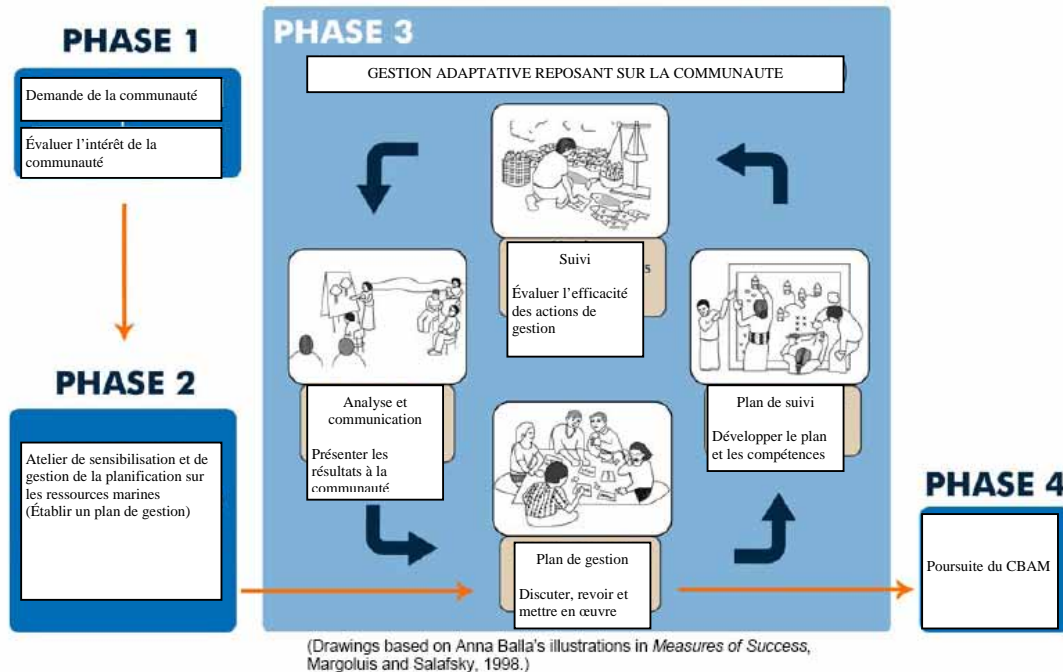 PHASE 1
Demande de la communauté
Évaluer l'intérêt de la
communauté
PHASE 2
Atelier de sensibilisation et de
gestion de la planification sur
les ressources marines
(Établir un plan de gestion)
PHASE 3
GESTION ADAPTATIVE REPOSANT SUR LA COMMUNAUTE
Suivi
Évaluer l'efficacité
des actions de
gestion
Analyse et
communication
Présenter les
résultats à la
communauté
Plan de suivi
Développer le plan
et les compétences
Plan de gestion
Discuter, revoir et
mettre en œuvre
PHASE 4
Poursuite du CBAM
(Drawings based on Anna Balla's illustrations in Measures of Success,
Margoluis and Salafsky, 1998.)